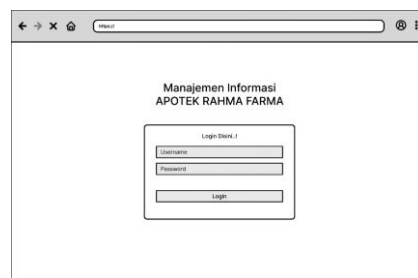 https://
Manajemen Informasi
APOTEK RAHMA FARMA
Login Disini..!
Username
Password
Login